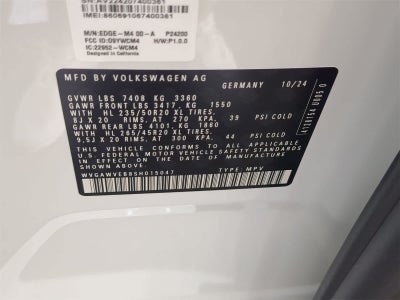 IMEI:860691067400361
M/N:EDGE-M4 00-A P24200
FCC ID:O9YWCM4 H/W:P1.0.0
IC:22952-WCM4
Designed in California
MFD. BY VOLKSWAGEN AG
GERMANY 10/24
GVWR LBS 7408 KG 3360
GAWR FRONT LBS 3417, KG 1550
WITH HL 235/50R20 XL TIRES,
8J X 20 RIMS, AT 270 KPA/ 39 PSI COLD
GAWR REAR LBS 4101, KG 1860
WITH HL 265/45R20 XL TIRES,
9.5J X 20 RIMS, AT 300 KPA/ 44 PSI COLD
THIS VEHICLE CONFORMS TO ALL APPLICABLE
U.S. FEDERAL MOTOR VEHICLE SAFETY STANDARDS
IN EFFECT ON THE DATE OF MANUFACTURE
SHOWN ABOVE.
TYPE MPV